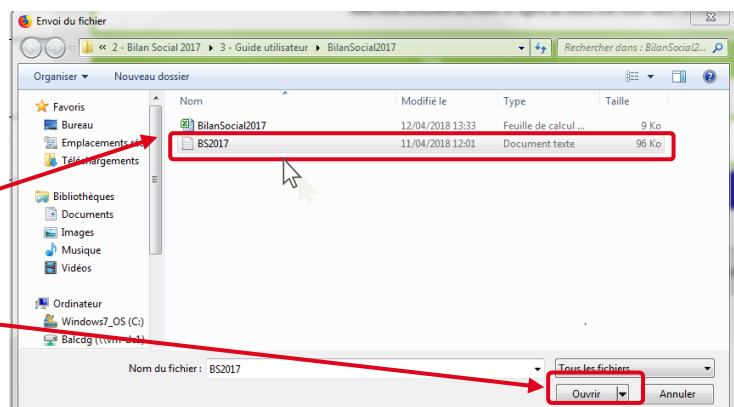 Envoi du fichier
« 2 - Bilan Social 2017 ▸ 3 - Guide utilisateur ▸ BilanSocial2017
Rechercher dans : BilanSocial2...
Organiser Nouveau dossier
Nom Modifié le Type Taille
Favoris
Bureau
Emplacements
Téléchargements
Bibliothèques
Documents
Images
Musique
Vidéos
Ordinateur
Windows7_OS (C:)
Balcdg
BilanSocial2017 12/04/2018 13:33 Feuille de calcul ... 9 Ko
BS2017 11/04/2018 12:01 Document texte 96 Ko
Nom du fichier : BS2017
Tous les fichiers
Ouvrir Annuler